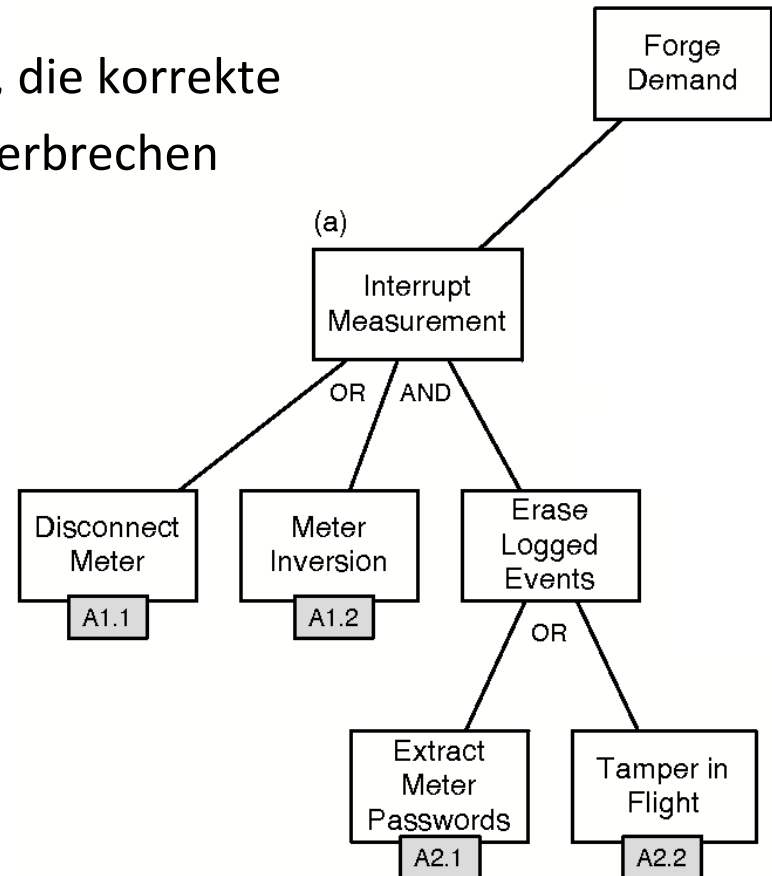 , die korrekte
erbrechen
Forge
Demand
(a)
Interrupt
Measurement
OR AND
Disconnect
Meter
A1.1
Meter
Inversion
A1.2
Erase
Logged
Events
OR
Extract
Meter
Passwords
A2.1
Tamper in
Flight
A2.2